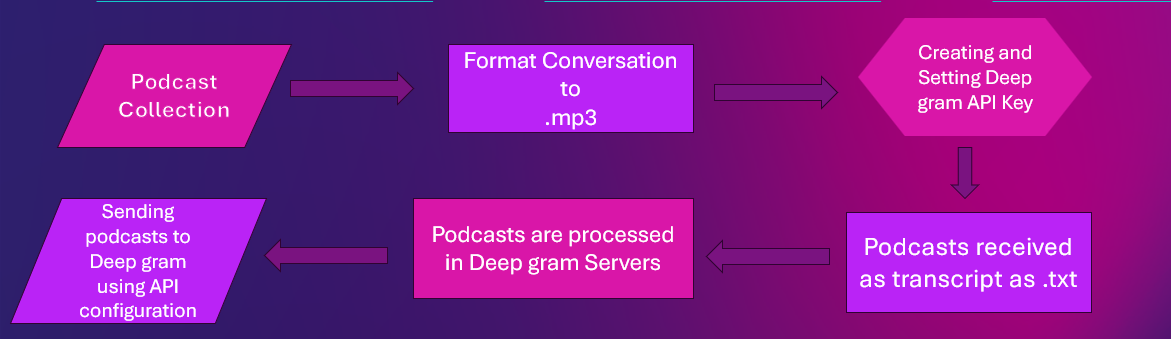 Podcast
Collection
Format Conversation
to
.mp3
Creating and
Setting Deep
gram API Key
Podcasts received
as transcript as .txt
Podcasts are processed
in Deep gram Servers
Sending
podcasts to
Deep gram
using API
configuration